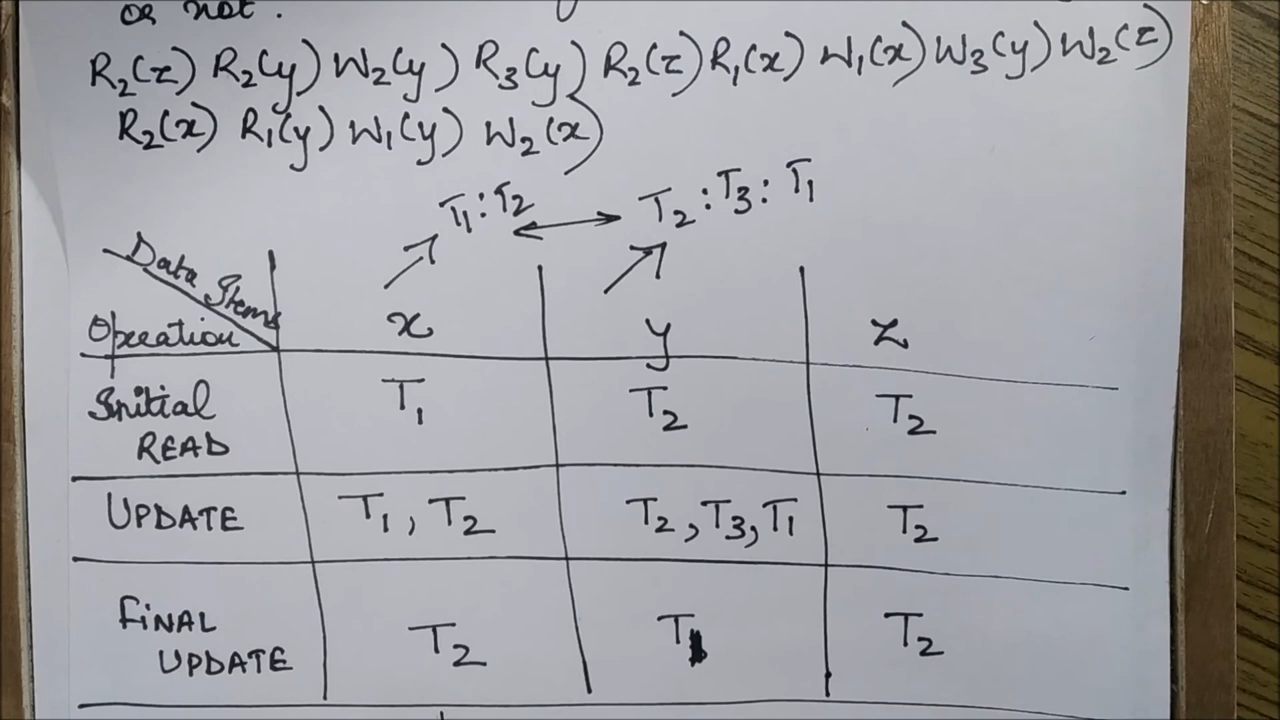 or not.
R₂(z) R₂(y) W₂(y) R₃(y) R₂(z) R₁(x) W₁(x) W₃(y) W₂(z)
R₂(x) R₁(y) W₁(y) W₂(x)
T₁:T₂ ↔ T₂:T₃:T₁
Data Items
Operation x y z
Initial READ T₁ T₂ T₂
UPDATE T₁, T₂ T₂, T₃, T₁ T₂
FINAL UPDATE T₂ T₁ T₂